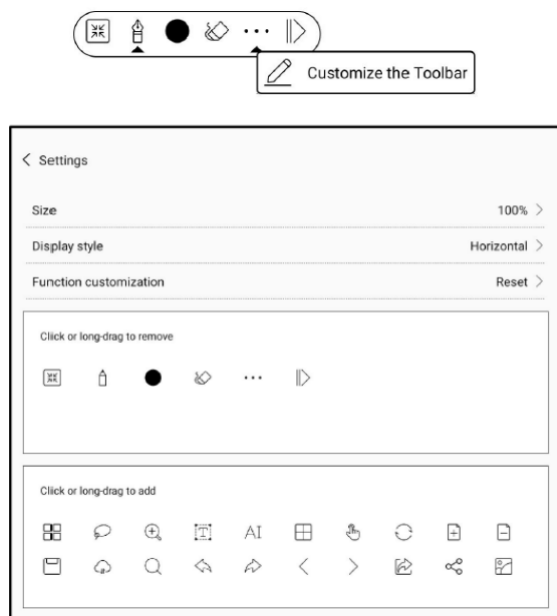 Customize the Toolbar
Settings
Size 100%
Display style Horizontal
Function customization Reset
Click or long-drag to remove
Click or long-drag to add
T AI